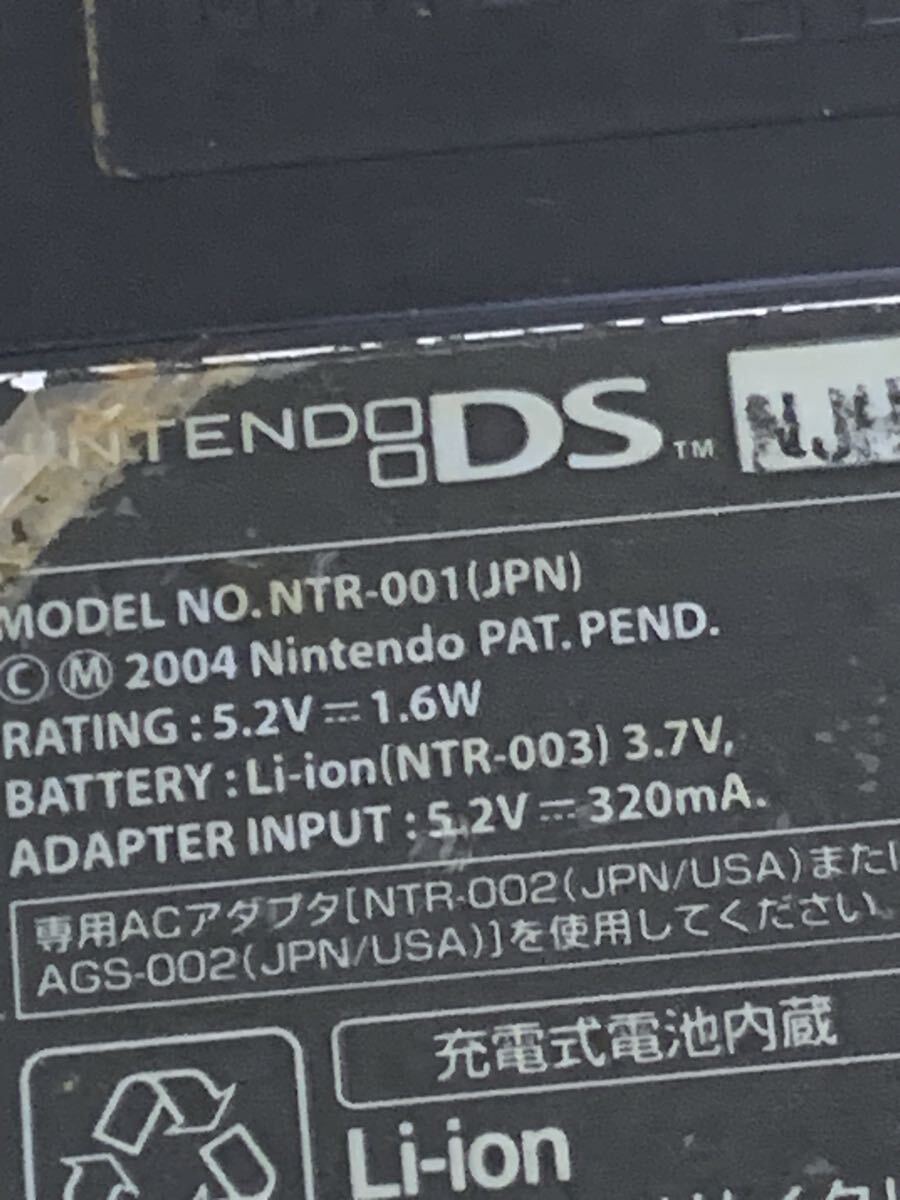 NINTENDO DS™
MODEL NO. NTR-001(JPN)
Ⓒ Ⓜ 2004 Nintendo PAT. PEND.
RATING : 5.2V⎓1.6W
BATTERY : Li-ion(NTR-003) 3.7V,
ADAPTER INPUT : 5.2V⎓320mA.
専用ACアダプタ[NTR-002(JPN/USA)または
AGS-002(JPN/USA)]を使用してください。
充電式電池内蔵
Li-ion